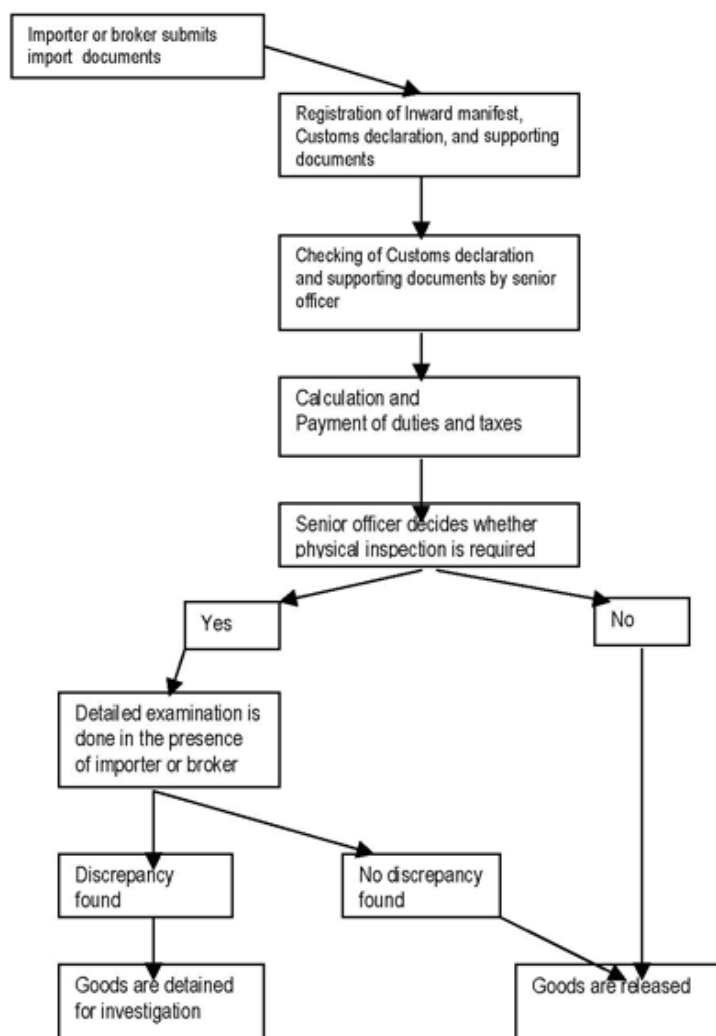 Importer or broker submits
import documents
Registration of Inward manifest,
Customs declaration, and supporting
documents
Checking of Customs declaration
and supporting documents by senior
officer
Calculation and
Payment of duties and taxes
Senior officer decides whether
physical inspection is required
Yes
No
Detailed examination is
done in the presence
of importer or broker
Discrepancy
found
No discrepancy
found
Goods are detained
for investigation
Goods are released